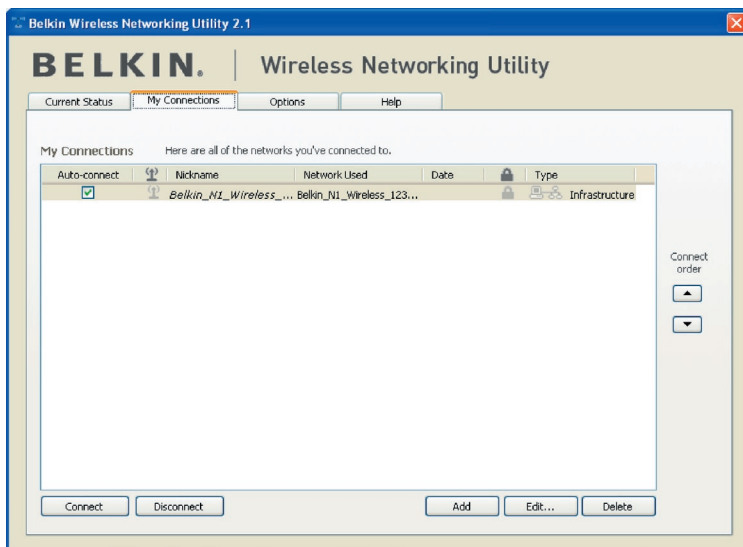 Belkin Wireless Networking Utility 2.1
BELKIN. | Wireless Networking Utility
Current Status My Connections Options Help
My Connections Here are all of the networks you've connected to.
Auto-connect Nickname Network Used Date Type
Belkin_N1_Wireless_... Belkin_N1_Wireless_123... Infrastructure
Connect
order
Connect Disconnect Add Edit... Delete